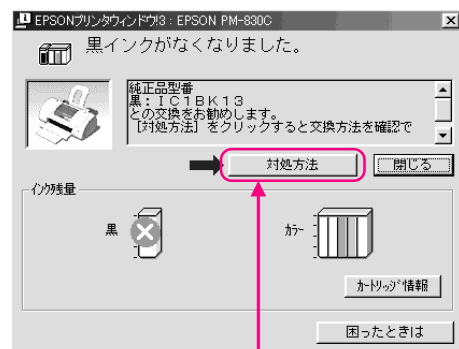 EPSONプリンタウィンドウ!3 : EPSON PM-830C
黒インクがなくなりました。
純正品型番
黒：ＩＣ１ＢＫ１３
との交換をお勧めします。
［対処方法］をクリックすると交換方法を確認で
対処方法
閉じる
インク残量
黒
カラー
カートリッジ情報
困ったときは